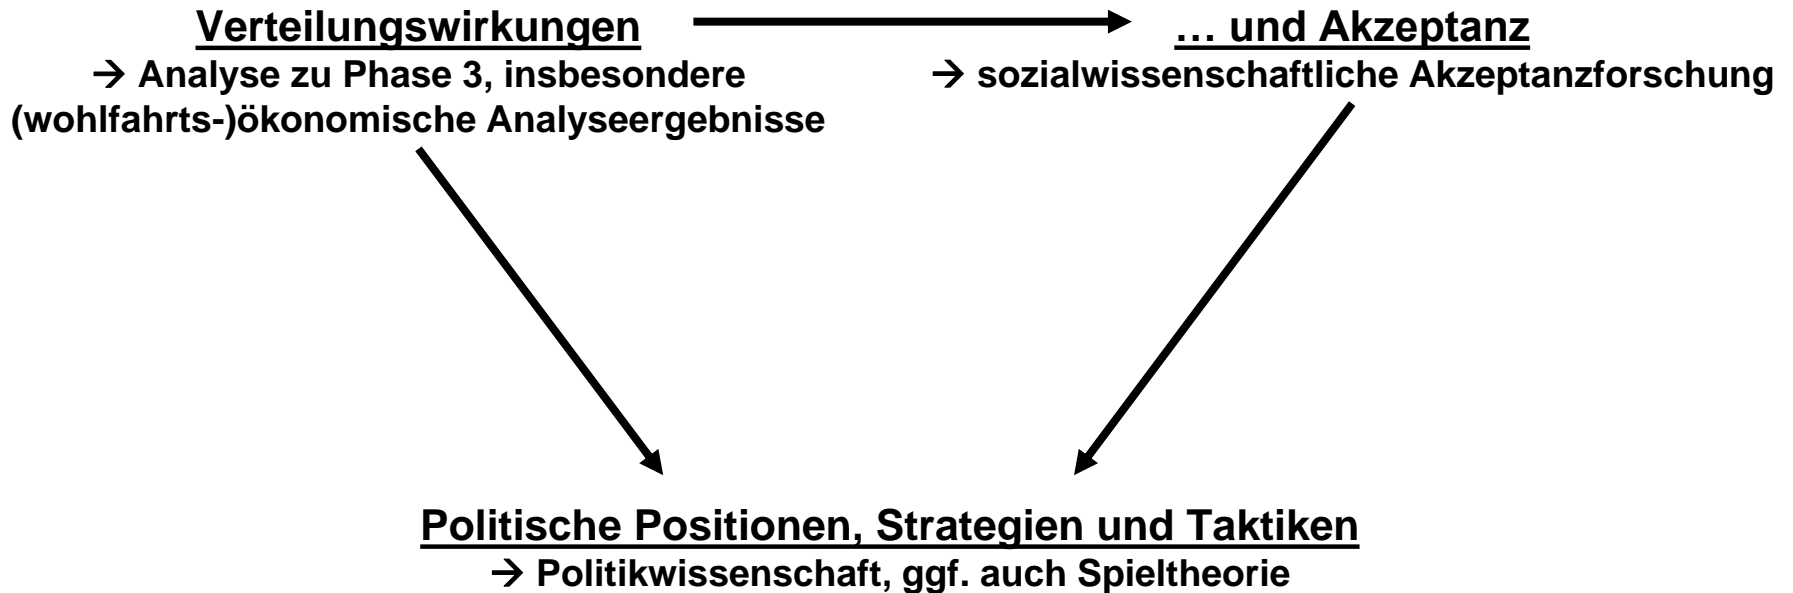 Verteilungswirkungen
→ Analyse zu Phase 3, insbesondere
(wohlfahrts-)ökonomische Analyseergebnisse
… und Akzeptanz
→ sozialwissenschaftliche Akzeptanzforschung
Politische Positionen, Strategien und Taktiken
→ Politikwissenschaft, ggf. auch Spieltheorie